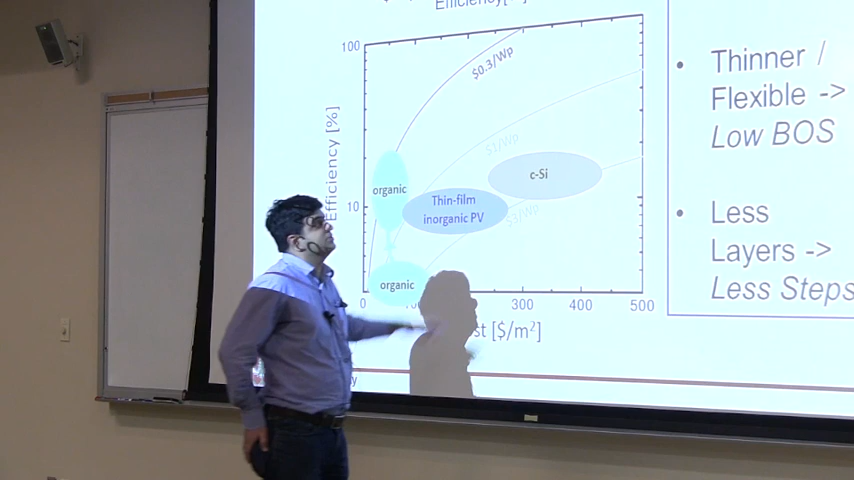 Efficiency[%]
100
$0.3/Wp
Efficiency [%]
$1/Wp
c-Si
organic
Thin-film
inorganic PV
10
$3/Wp
organic
0
300
400
500
[$/m²]
• Thinner /
Flexible ->
Low BOS
• Less
Layers ->
Less Steps